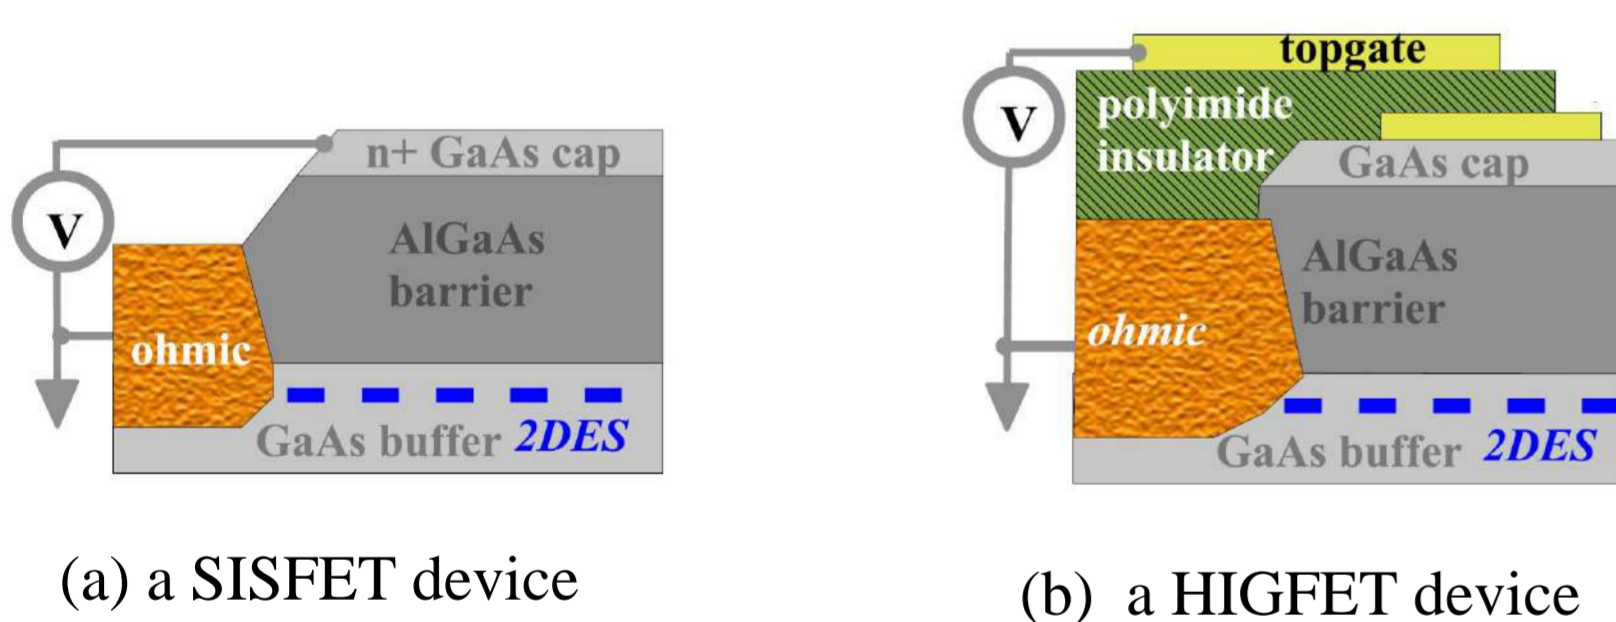 V
n+ GaAs cap
AlGaAs
barrier
ohmic
GaAs buffer 2DES
(a) a SISFET device
topgate
V
polyimide
insulator
GaAs cap
AlGaAs
barrier
ohmic
2DES
GaAs buffer
(b) a HIGFET device